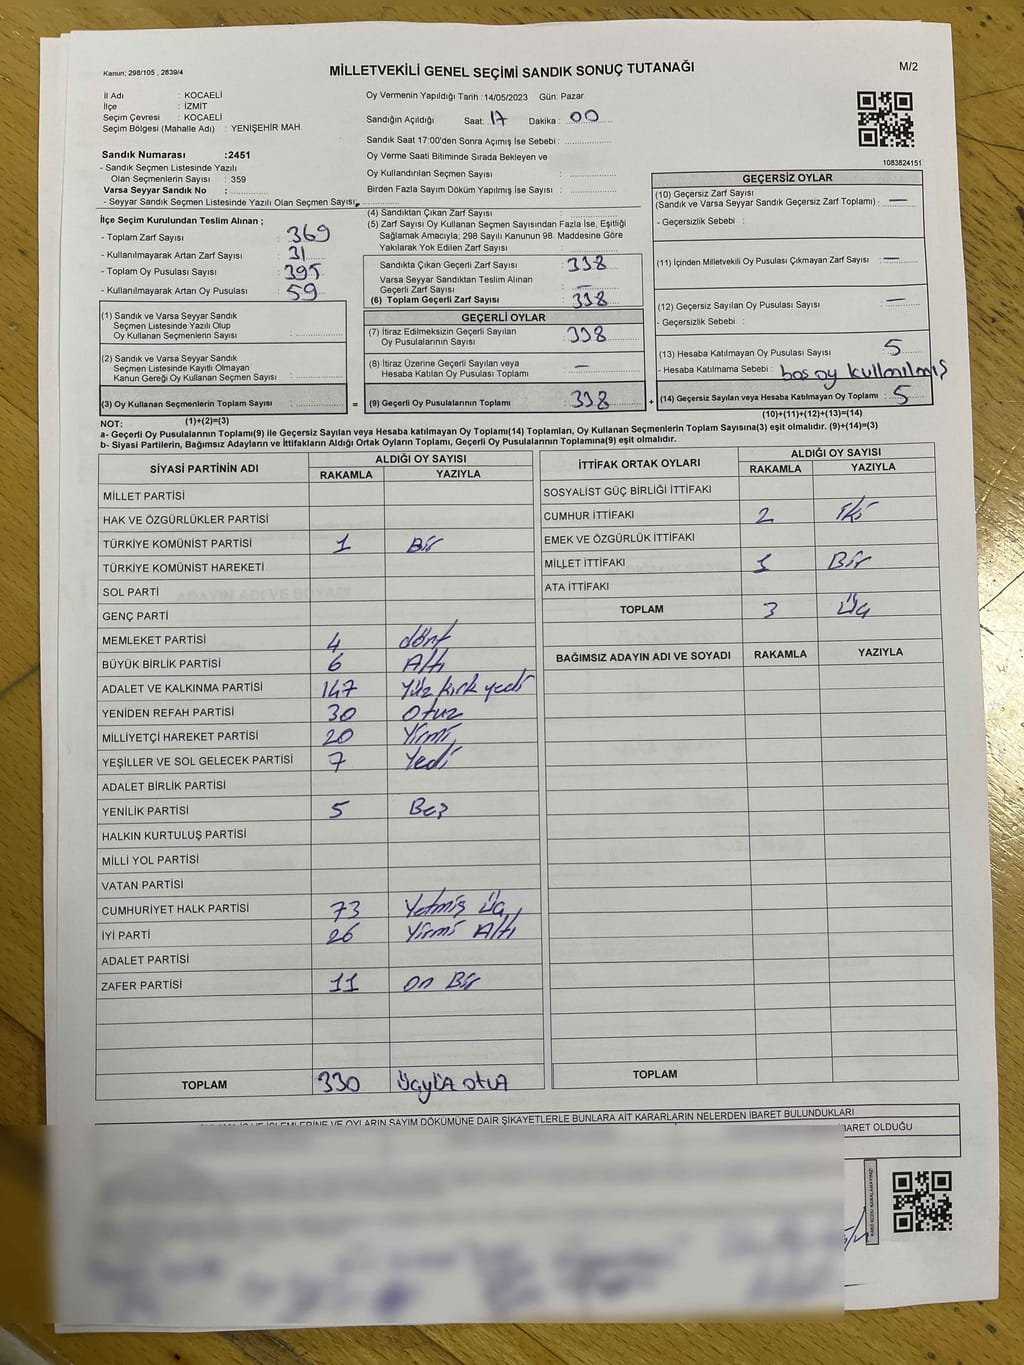 Kanun; 298/105 , 2839/4
MİLLETVEKİLİ GENEL SEÇİMİ SANDIK SONUÇ TUTANAĞI
M/2
İl Adı : KOCAELİ
İlçe : İZMİT
Seçim Çevresi : KOCAELİ
Seçim Bölgesi (Mahalle Adı) : YENİŞEHİR MAH.
Sandık Numarası :2451
- Sandık Seçmen Listesinde Yazılı
Olan Seçmenlerin Sayısı : 359
Varsa Seyyar Sandık No :
- Seyyar Sandık Seçmen Listesinde Yazılı Olan Seçmen Sayısı
Oy Vermenin Yapıldığı Tarih :14/05/2023 Gün: Pazar
Sandığın Açıldığı Saat: 17 Dakika : 00
Sandık Saat 17:00'den Sonra Açımış İse Sebebi :
Oy Verme Saati Bitiminde Sırada Bekleyen ve
Oy Kullandırılan Seçmen Sayısı :
Birden Fazla Sayım Döküm Yapılmış İse Sayısı :
1083824151
İlçe Seçim Kurulundan Teslim Alınan ;
- Toplam Zarf Sayısı : 369
- Kullanılmayarak Artan Zarf Sayısı : 31
- Toplam Oy Pusulası Sayısı : 395
- Kullanılmayarak Artan Oy Pusulası : 59
(4) Sandıktan Çıkan Zarf Sayısı :
(5) Zarf Sayısı Oy Kullanan Seçmen Sayısından Fazla İse, Eşitliği
Sağlamak Amacıyla; 298 Sayılı Kanunun 98. Maddesine Göre
Yakılarak Yok Edilen Zarf Sayısı :
Sandıkta Çıkan Geçerli Zarf Sayısı : 338
Varsa Seyyar Sandıktan Teslim Alınan
Geçerli Zarf Sayısı : —
(6) Toplam Geçerli Zarf Sayısı : 338
GEÇERSİZ OYLAR
(10) Geçersiz Zarf Sayısı
(Sandık ve Varsa Seyyar Sandık Geçersiz Zarf Toplamı) : —
- Geçersizlik Sebebi :
(11) İçinden Milletvekili Oy Pusulası Çıkmayan Zarf Sayısı : —
(12) Geçersiz Sayılan Oy Pusulası Sayısı : —
- Geçersizlik Sebebi :
(13) Hesaba Katılmayan Oy Pusulası Sayısı : 5
- Hesaba Katılmama Sebebi : boş oy kullnılmış
(14) Geçersiz Sayılan veya Hesaba Katılmayan Oy Toplamı : 5
(10)+(11)+(12)+(13)=(14)
(1) Sandık ve Varsa Seyyar Sandık
Seçmen Listesinde Yazılı Olup
Oy Kullanan Seçmenlerin Sayısı :
(2) Sandık ve Varsa Seyyar Sandık
Seçmen Listesinde Kayıtlı Olmayan
Kanun Gereği Oy Kullanan Seçmen Sayısı :
(3) Oy Kullanan Seçmenlerin Toplam Sayısı :
(1)+(2)=(3)
GEÇERLİ OYLAR
(7) İtiraz Edilmeksizin Geçerli Sayılan
Oy Pusulalarının Sayısı : 338
(8) İtiraz Üzerine Geçerli Sayılan veya
Hesaba Katılan Oy Pusulası Toplamı : —
= (9) Geçerli Oy Pusulalarının Toplamı : 338 +
NOT:
a- Geçerli Oy Pusulalarının Toplamı(9) ile Geçersiz Sayılan veya Hesaba Katılmayan Oy Toplamı(14) Toplamları, Oy Kullanan Seçmenlerin Toplam Sayısına(3) eşit olmalıdır. (9)+(14)=(3)
b- Siyasi Partilerin, Bağımsız Adayların ve İttifakların Aldığı Ortak Oyların Toplamı, Geçerli Oy Pusulalarının Toplamına(9) eşit olmalıdır.
SİYASİ PARTİNİN ADI
ALDIĞI OY SAYISI
RAKAMLA YAZIYLA
MİLLET PARTİSİ
HAK VE ÖZGÜRLÜKLER PARTİSİ
TÜRKİYE KOMÜNİST PARTİSİ 1 Bir
TÜRKİYE KOMÜNİST HAREKETİ
SOL PARTİ
GENÇ PARTİ
MEMLEKET PARTİSİ 4 dört
BÜYÜK BİRLİK PARTİSİ 6 Altı
ADALET VE KALKINMA PARTİSİ 147 Yüz kırk yedi
YENİDEN REFAH PARTİSİ 30 Otuz
MİLLİYETÇİ HAREKET PARTİSİ 20 Yirmi
YEŞİLLER VE SOL GELECEK PARTİSİ 7 Yedi
ADALET BİRLİK PARTİSİ
YENİLİK PARTİSİ 5 Beş
HALKIN KURTULUŞ PARTİSİ
MİLLİ YOL PARTİSİ
VATAN PARTİSİ
CUMHURİYET HALK PARTİSİ 73 Yetmiş üç
İYİ PARTİ 26 Yirmi Altı
ADALET PARTİSİ
ZAFER PARTİSİ 11 on Bir
TOPLAM 330 üçyüz otuz
İTTİFAK ORTAK OYLARI
ALDIĞI OY SAYISI
RAKAMLA YAZIYLA
SOSYALİST GÜÇ BİRLİĞİ İTTİFAKI
CUMHUR İTTİFAKI 2 İki
EMEK VE ÖZGÜRLÜK İTTİFAKI
MİLLET İTTİFAKI 1 Bir
ATA İTTİFAKI
TOPLAM 3 Üç
BAĞIMSIZ ADAYIN ADI VE SOYADI RAKAMLA YAZIYLA
TOPLAM
İŞLEMLERİNE VE OYLARIN SAYIM DÖKÜMÜNE DAİR ŞİKAYETLERLE BUNLARA AİT KARARLARIN NELERDEN İBARET BULUNDUKLARI
İBARET OLDUĞU